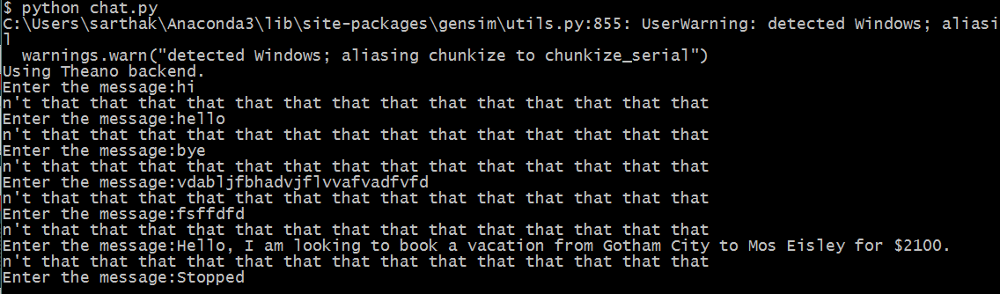 $ python chat.py
C:\Users\sarthak\Anaconda3\lib\site-packages\gensim\utils.py:855: UserWarning: detected Windows; aliasi
l
  warnings.warn("detected Windows; aliasing chunkize to chunkize_serial")
Using Theano backend.
Enter the message:hi
n't that that that that that that that that that that that that that that
Enter the message:hello
n't that that that that that that that that that that that that that that
Enter the message:bye
n't that that that that that that that that that that that that that that
Enter the message:vdabljfbhadvjflvvafvadfvfd
n't that that that that that that that that that that that that that that
Enter the message:fsffdfd
n't that that that that that that that that that that that that that that
Enter the message:Hello, I am looking to book a vacation from Gotham City to Mos Eisley for $2100.
n't that that that that that that that that that that that that that that
Enter the message:Stopped